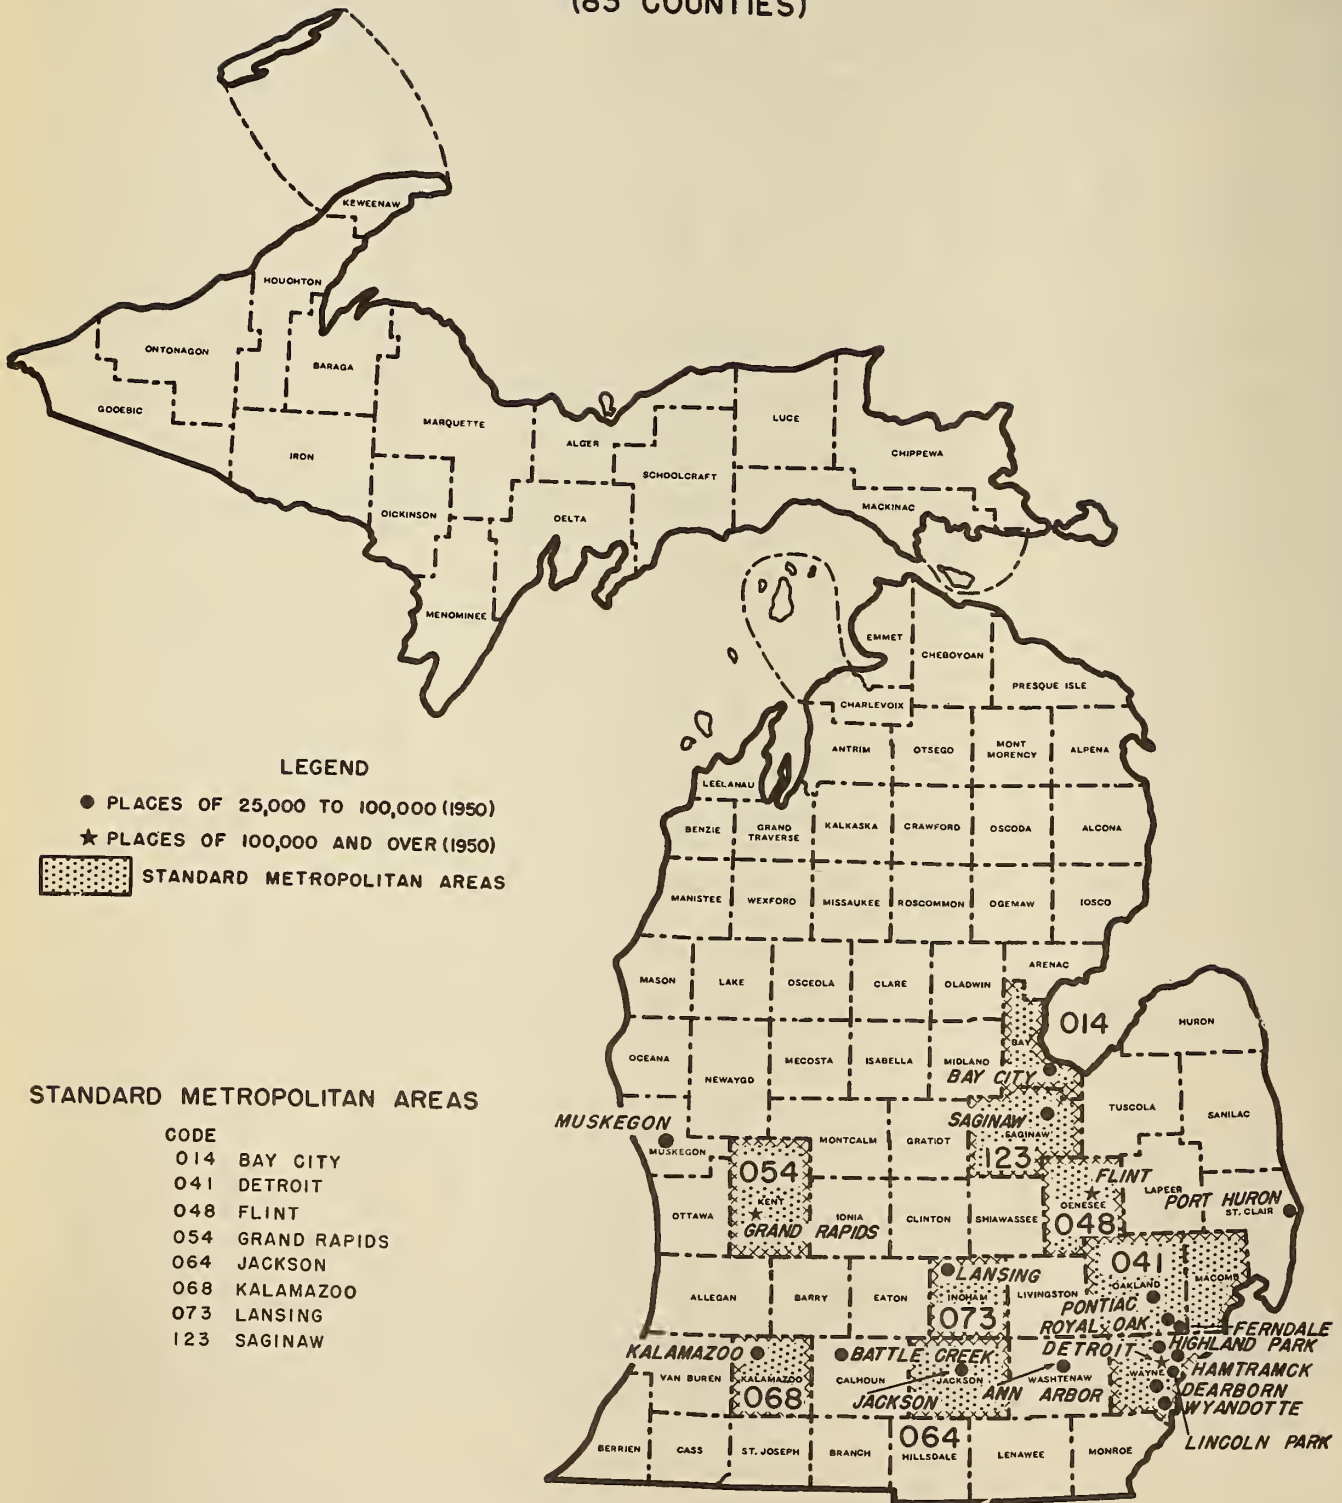 (83 COUNTIES)
KEWEENAW
HOUGHTON
ONTONAGON
BARAGA
GOGEBIC
MARQUETTE
LUCE
ALGER
IRON
CHIPPEWA
SCHOOLCRAFT
MACKINAC
DICKINSON
DELTA
MENOMINEE
EMMET
CHEBOYGAN
PRESQUE ISLE
CHARLEVOIX
ANTRIM
OTSEGO
MONT
MORENCY
ALPENA
LEGEND
● PLACES OF 25,000 TO 100,000 (1950)
★ PLACES OF 100,000 AND OVER (1950)
STANDARD METROPOLITAN AREAS
LEELANAU
BENZIE
GRAND
TRAVERSE
KALKASKA
CRAWFORD
OSCODA
ALCONA
MANISTEE
WEXFORD
MISSAUKEE
ROSCOMMON
OGEMAW
IOSCO
ARENAC
MASON
LAKE
OSCEOLA
CLARE
GLADWIN
014
HURON
BAY
OCEANA
NEWAYGO
MECOSTA
ISABELLA
MIDLAND
BAY CITY
STANDARD METROPOLITAN AREAS
CODE
014 BAY CITY
041 DETROIT
048 FLINT
054 GRAND RAPIDS
064 JACKSON
068 KALAMAZOO
073 LANSING
123 SAGINAW
TUSCOLA
SANILAC
MUSKEGON
MUSKEGON
MONTCALM
GRATIOT
SAGINAW
SAGINAW
123
054
KENT
GRAND RAPIDS
OTTAWA
IONIA
CLINTON
SHIAWASSEE
FLINT
GENESEE
048
LAPEER
PORT HURON
ST. CLAIR
041
OAKLAND
MACOMB
ALLEGAN
BARRY
EATON
LANSING
INGHAM
073
LIVINGSTON
PONTIAC
ROYAL OAK
FERNDALE
HIGHLAND PARK
DETROIT
HAMTRAMCK
WAYNE
DEARBORN
WYANDOTTE
LINCOLN PARK
KALAMAZOO
VAN BUREN
KALAMAZOO
068
BATTLE CREEK
CALHOUN
JACKSON
JACKSON
ANN ARBOR
WASHTENAW
064
BERRIEN
CASS
ST. JOSEPH
BRANCH
HILLSDALE
LENAWEE
MONROE